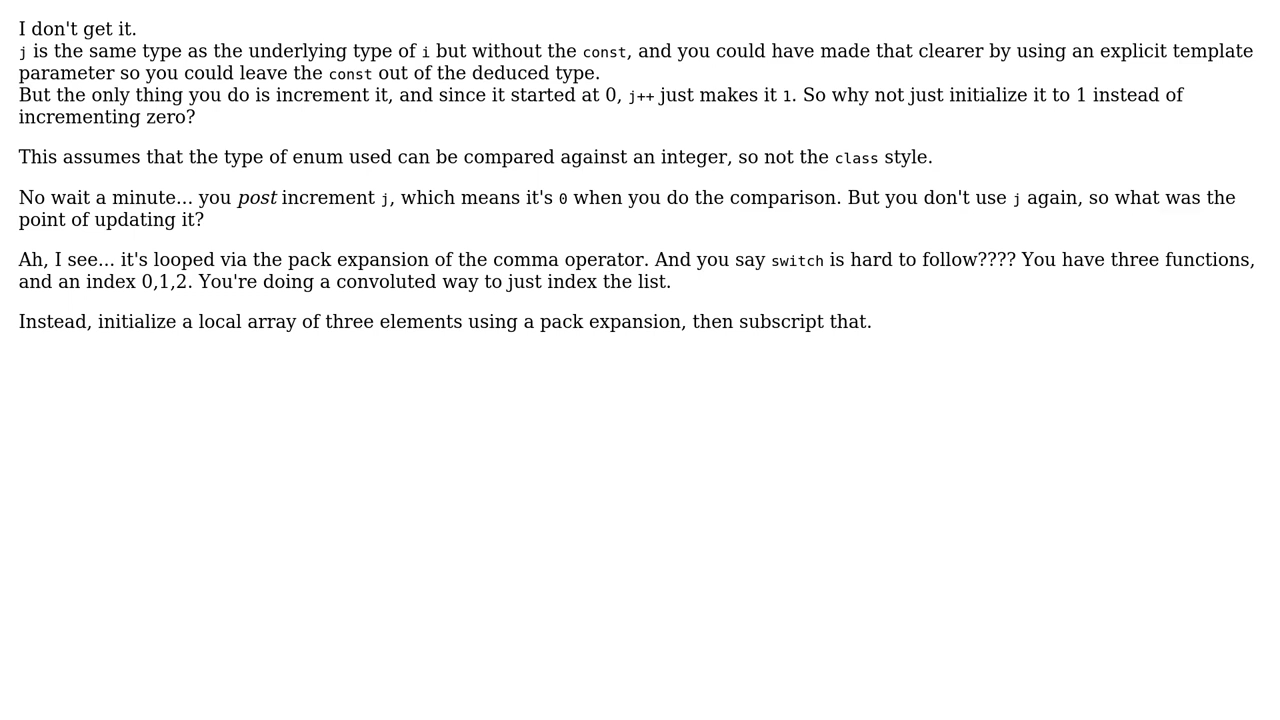 I don't get it.
j is the same type as the underlying type of i but without the const, and you could have made that clearer by using an explicit template
parameter so you could leave the const out of the deduced type.
But the only thing you do is increment it, and since it started at 0, j++ just makes it 1. So why not just initialize it to 1 instead of
incrementing zero?
This assumes that the type of enum used can be compared against an integer, so not the class style.
No wait a minute... you post increment j, which means it's 0 when you do the comparison. But you don't use j again, so what was the
point of updating it?
Ah, I see... it's looped via the pack expansion of the comma operator. And you say switch is hard to follow???? You have three functions,
and an index 0,1,2. You're doing a convoluted way to just index the list.
Instead, initialize a local array of three elements using a pack expansion, then subscript that.